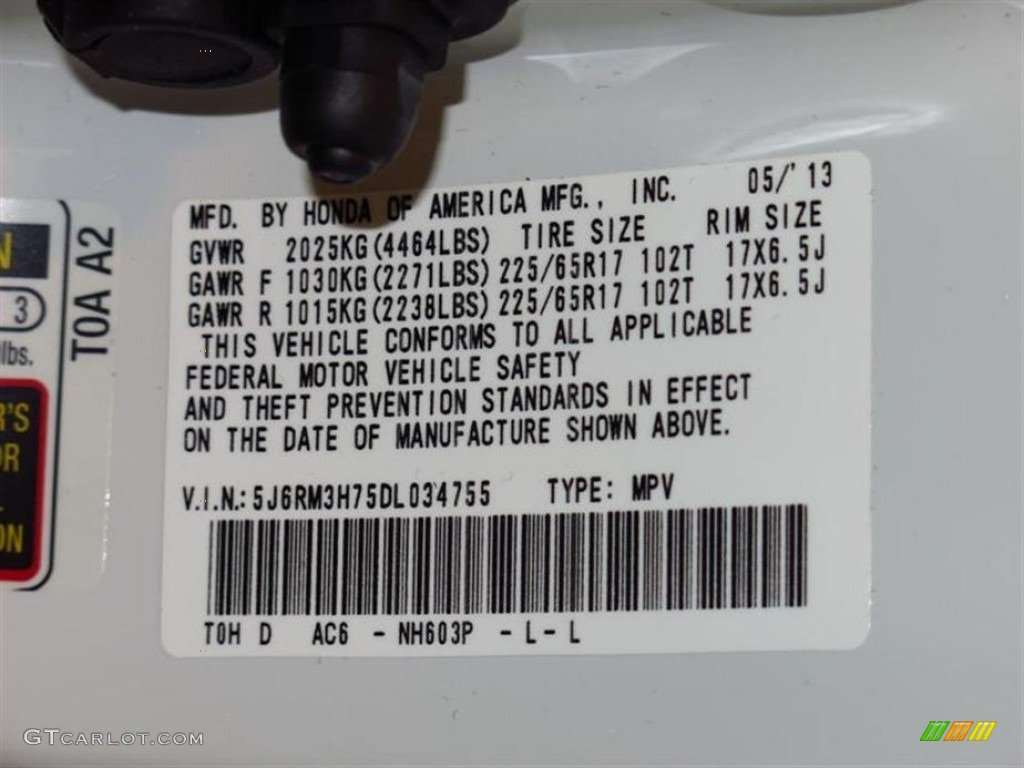 MFD. BY HONDA OF AMERICA MFG., INC. 05/'13
GVWR 2025KG(4464LBS) TIRE SIZE RIM SIZE
GAWR F 1030KG(2271LBS) 225/65R17 102T 17X6.5J
GAWR R 1015KG(2238LBS) 225/65R17 102T 17X6.5J
THIS VEHICLE CONFORMS TO ALL APPLICABLE
FEDERAL MOTOR VEHICLE SAFETY
AND THEFT PREVENTION STANDARDS IN EFFECT
ON THE DATE OF MANUFACTURE SHOWN ABOVE.
V.I.N.: 5J6RM3H75DL034755 TYPE: MPV
T0H D AC6 - NH603P - L - L
T0A A2
3
lbs.
GTCARLOT.COM